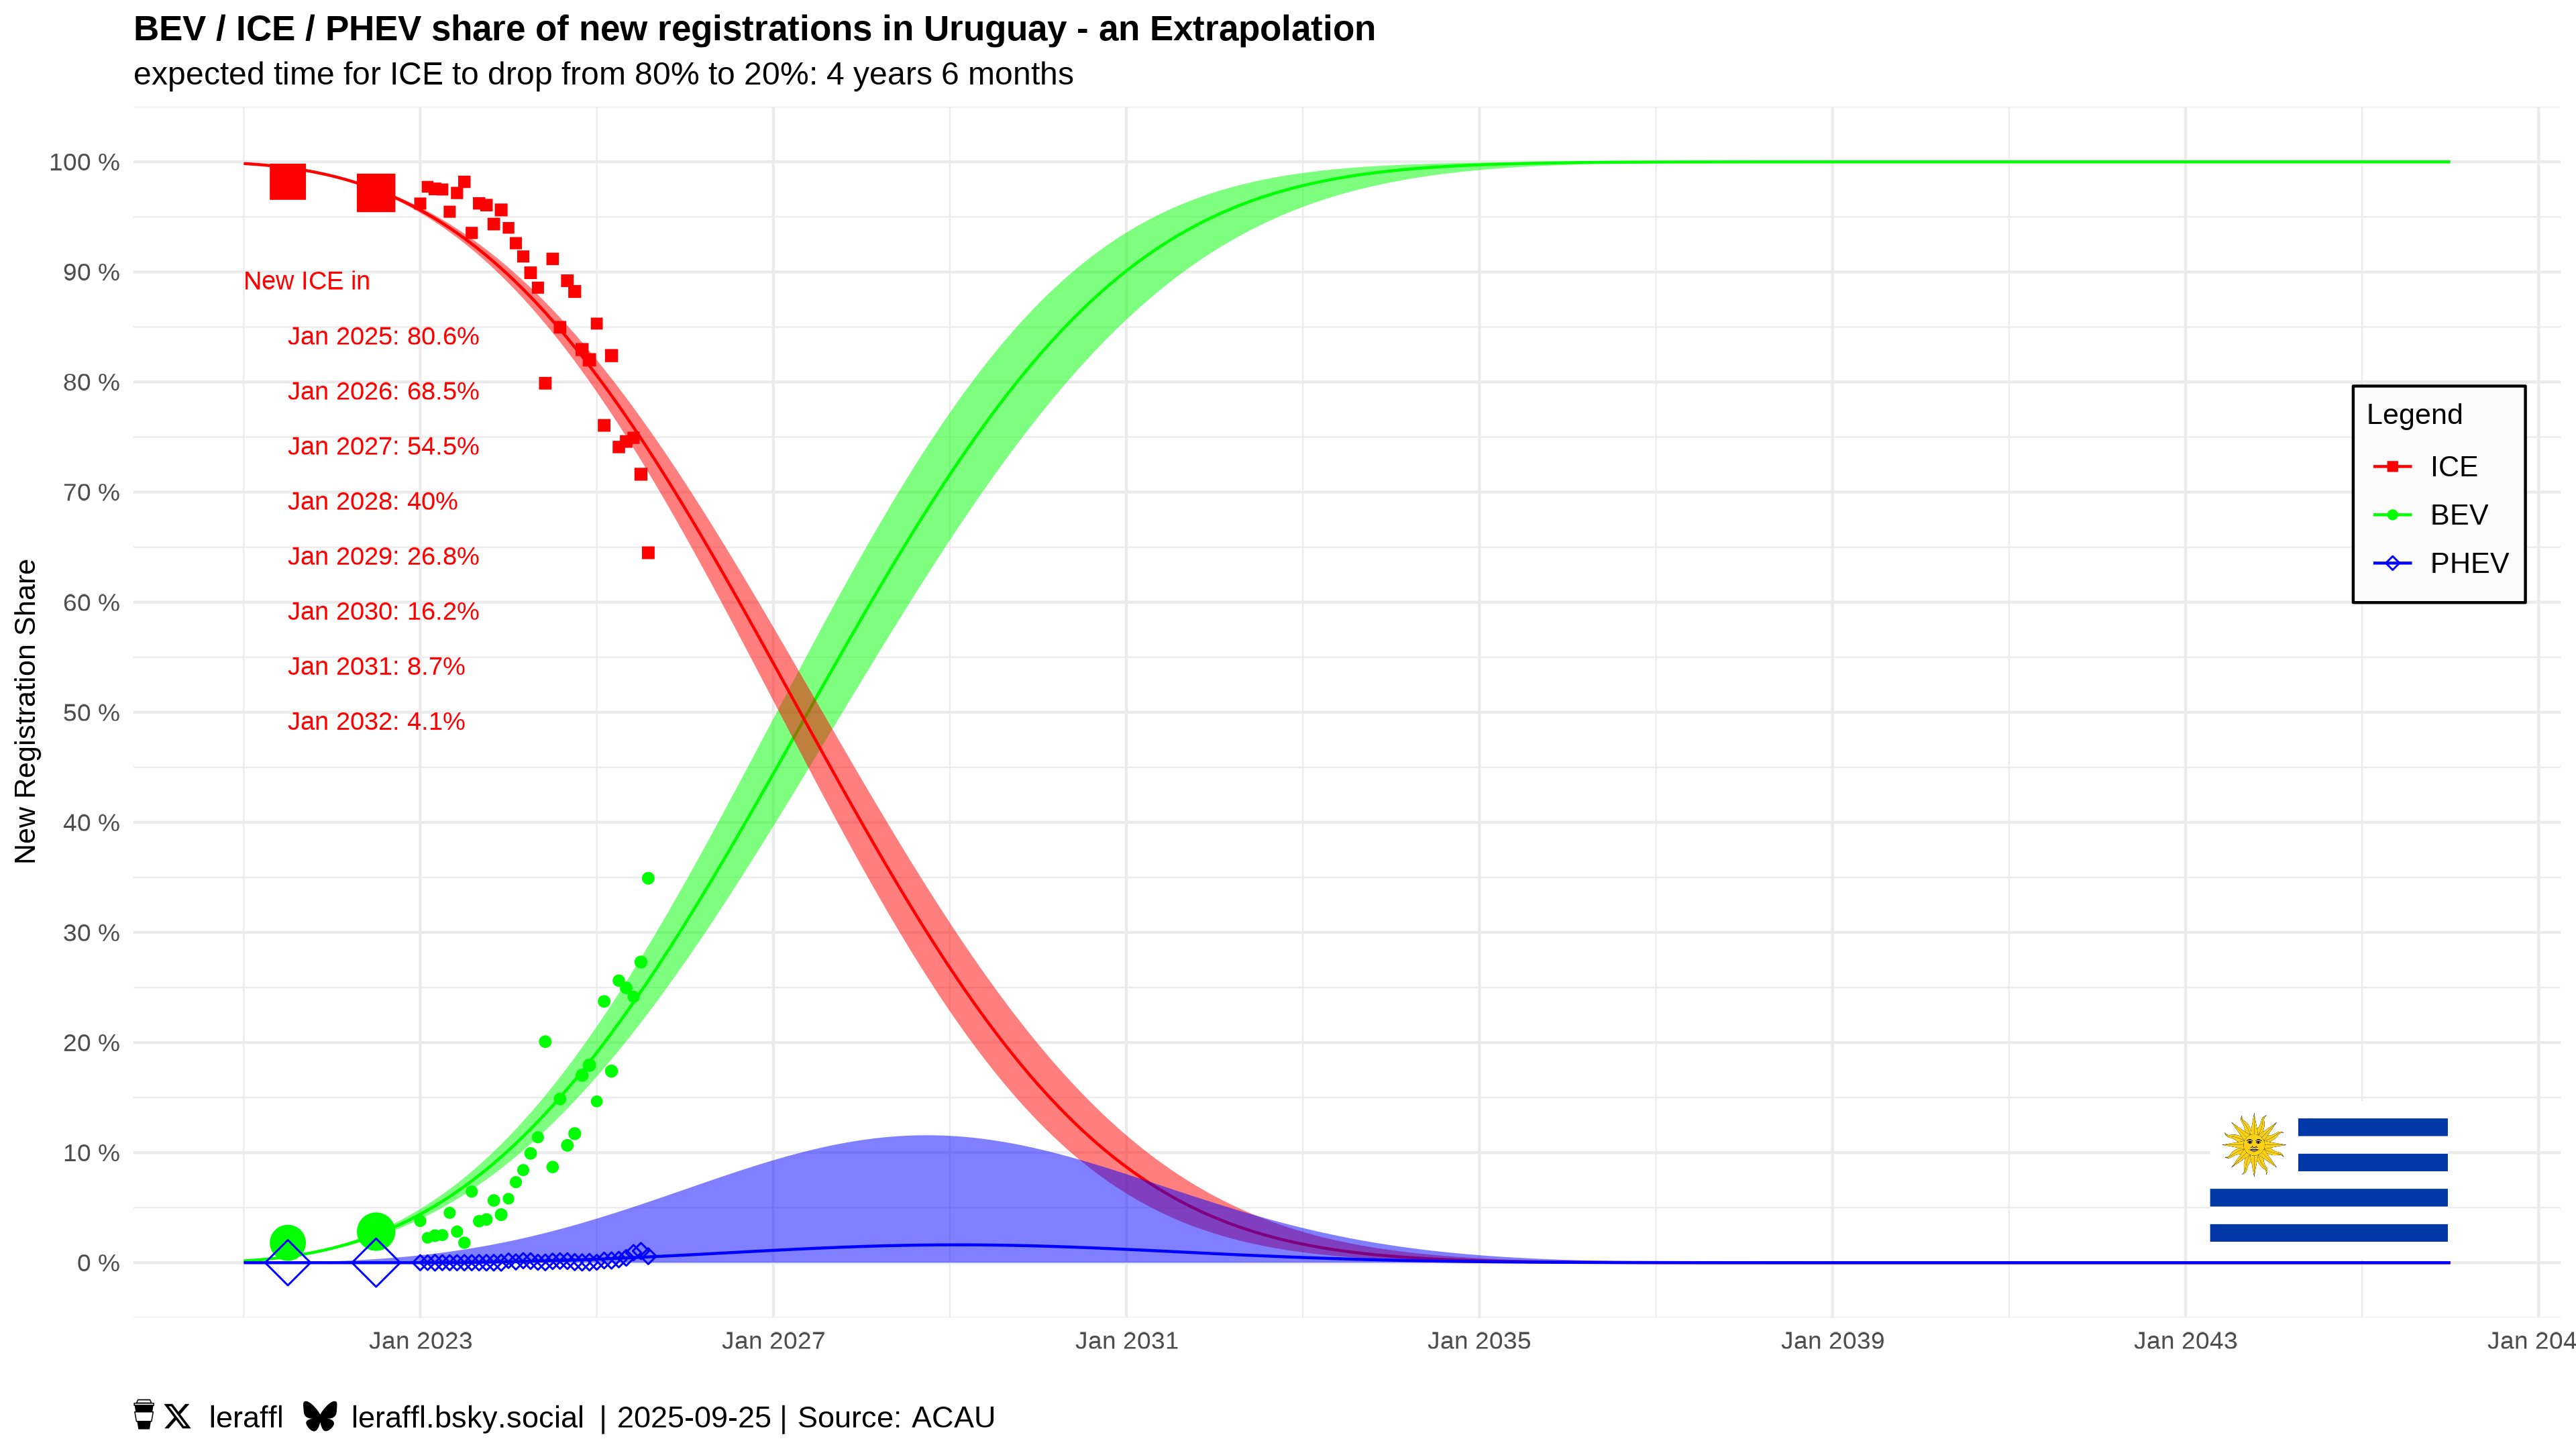 BEV / ICE / PHEV share of new registrations in Uruguay - an Extrapolation
expected time for ICE to drop from 80% to 20%: 4 years 6 months
New Registration Share
100 %
90 %
80 %
70 %
60 %
50 %
40 %
30 %
20 %
10 %
0 %
New ICE in
Jan 2025: 80.6%
Jan 2026: 68.5%
Jan 2027: 54.5%
Jan 2028: 40%
Jan 2029: 26.8%
Jan 2030: 16.2%
Jan 2031: 8.7%
Jan 2032: 4.1%
Legend
ICE
BEV
PHEV
Jan 2023
Jan 2027
Jan 2031
Jan 2035
Jan 2039
Jan 2043
Jan 204
leraffl leraffl.bsky.social | 2025-09-25 | Source: ACAU